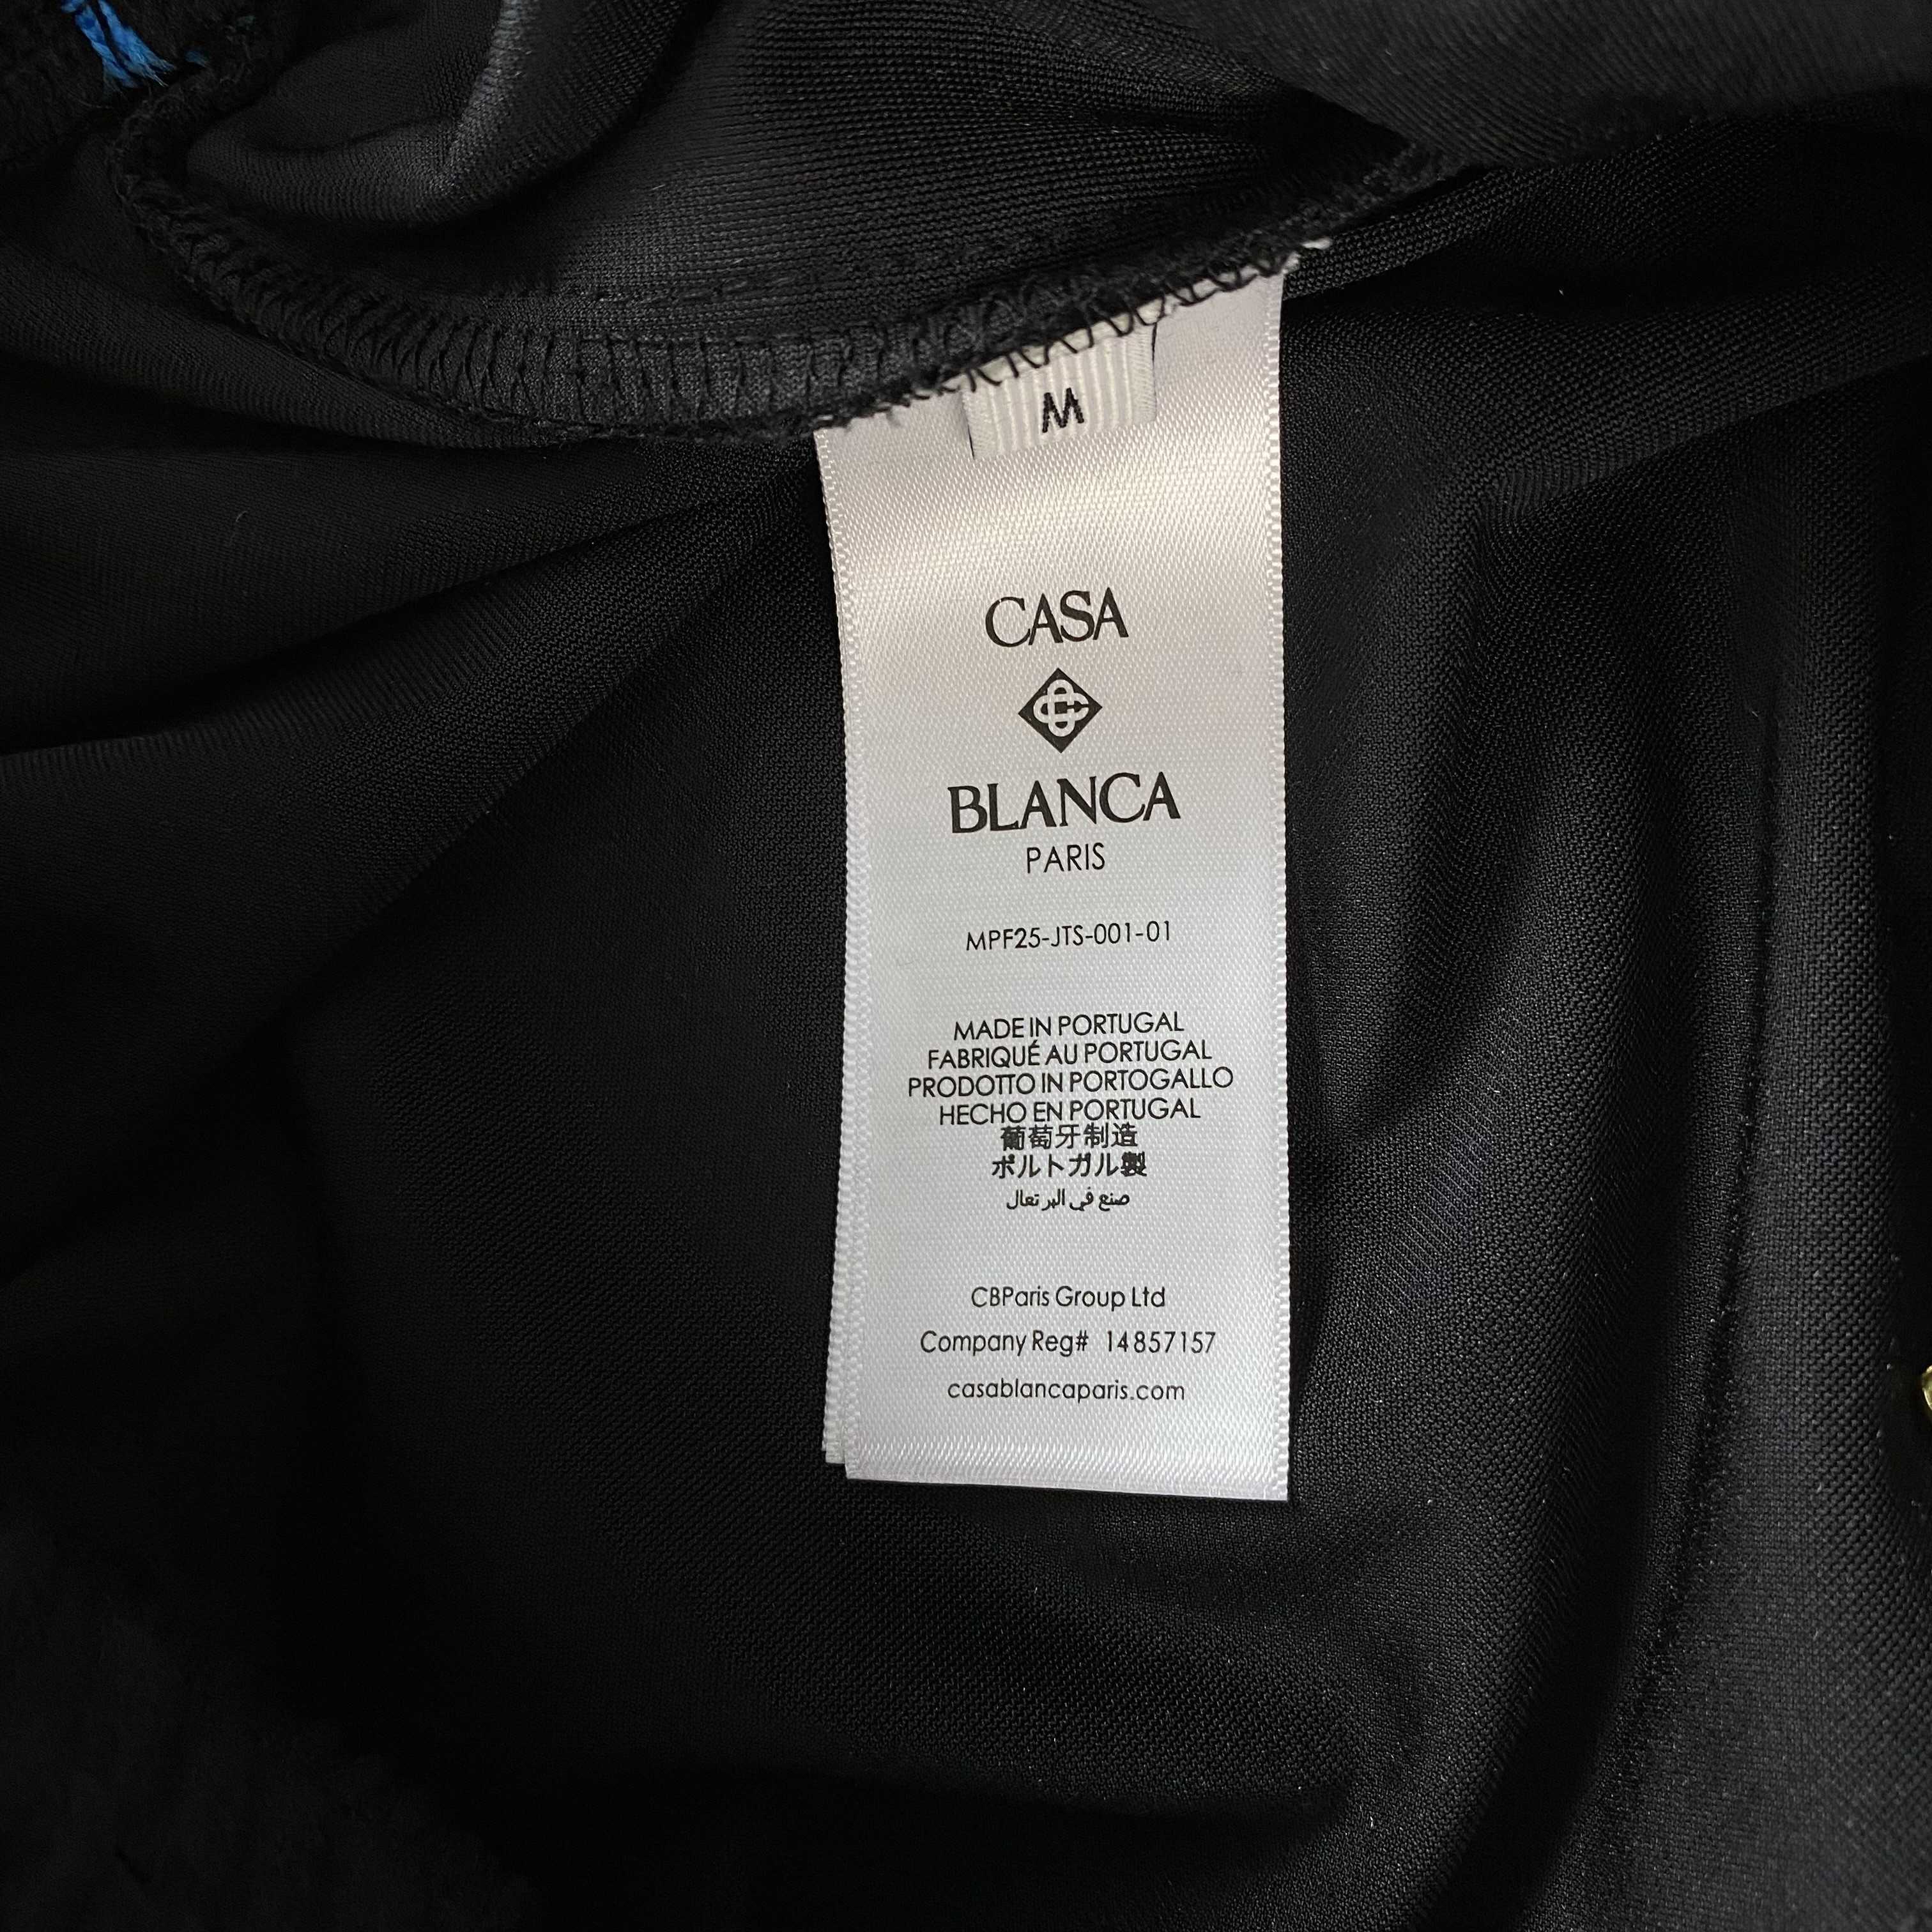 M
CASA
BLANCA
PARIS
MPF25-JTS-001-01
MADE IN PORTUGAL
FABRIQUÉ AU PORTUGAL
PRODOTTO IN PORTOGALLO
HECHO EN PORTUGAL
葡萄牙制造
ポルトガル製
صنع في البرتعال
CBParis Group Ltd
Company Reg# 14857157
casablancaparis.com